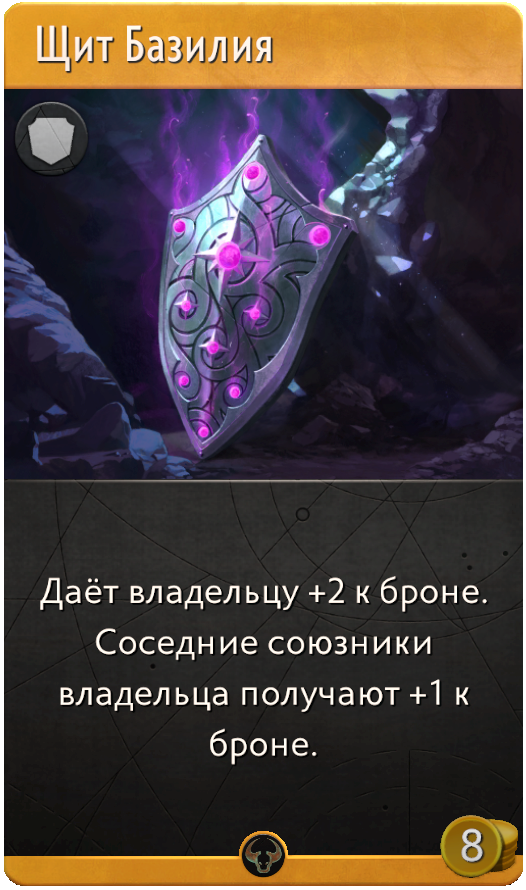 Щит Базилия
Даёт владельцу +2 к броне.
Соседние союзники
владельца получают +1 к
броне.
8